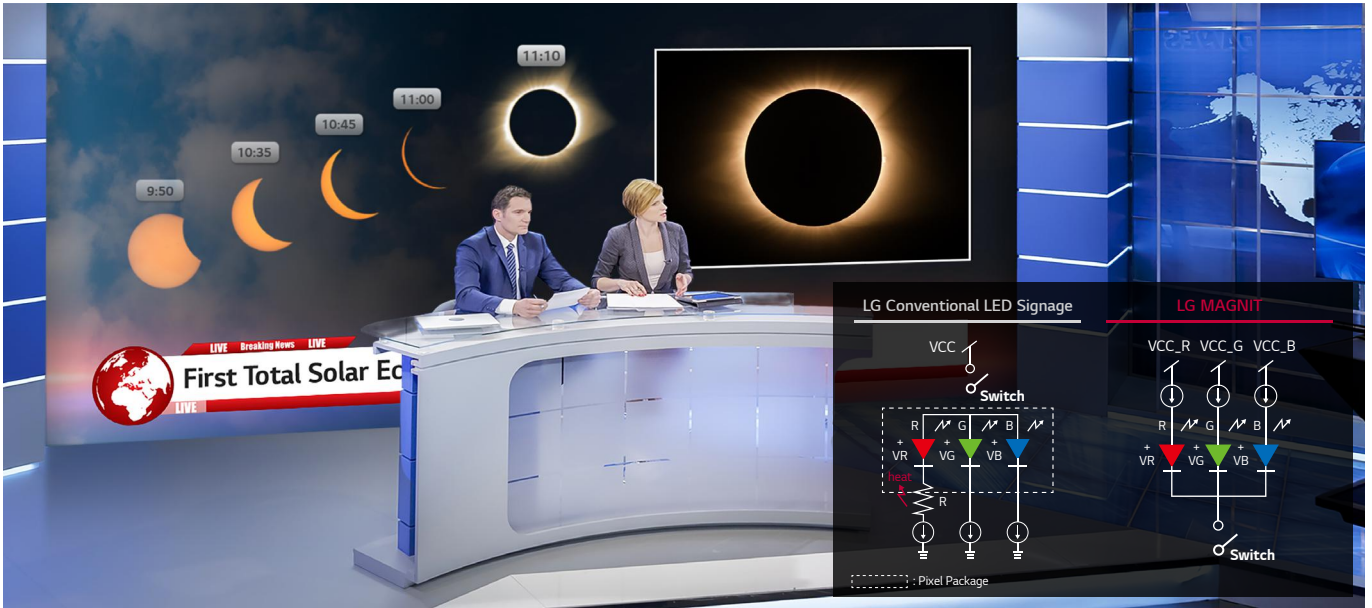 11:10
11:00
10:45
10:35
9:50
LIVE Breaking News LIVE
First Total Solar Ec
LIVE
LG Conventional LED Signage
VCC
Switch
R G B
+ VR + VG + VB
heat
R
: Pixel Package
LG MAGNIT
VCC_R VCC_G VCC_B
R G B
+ VR + VG + VB
Switch